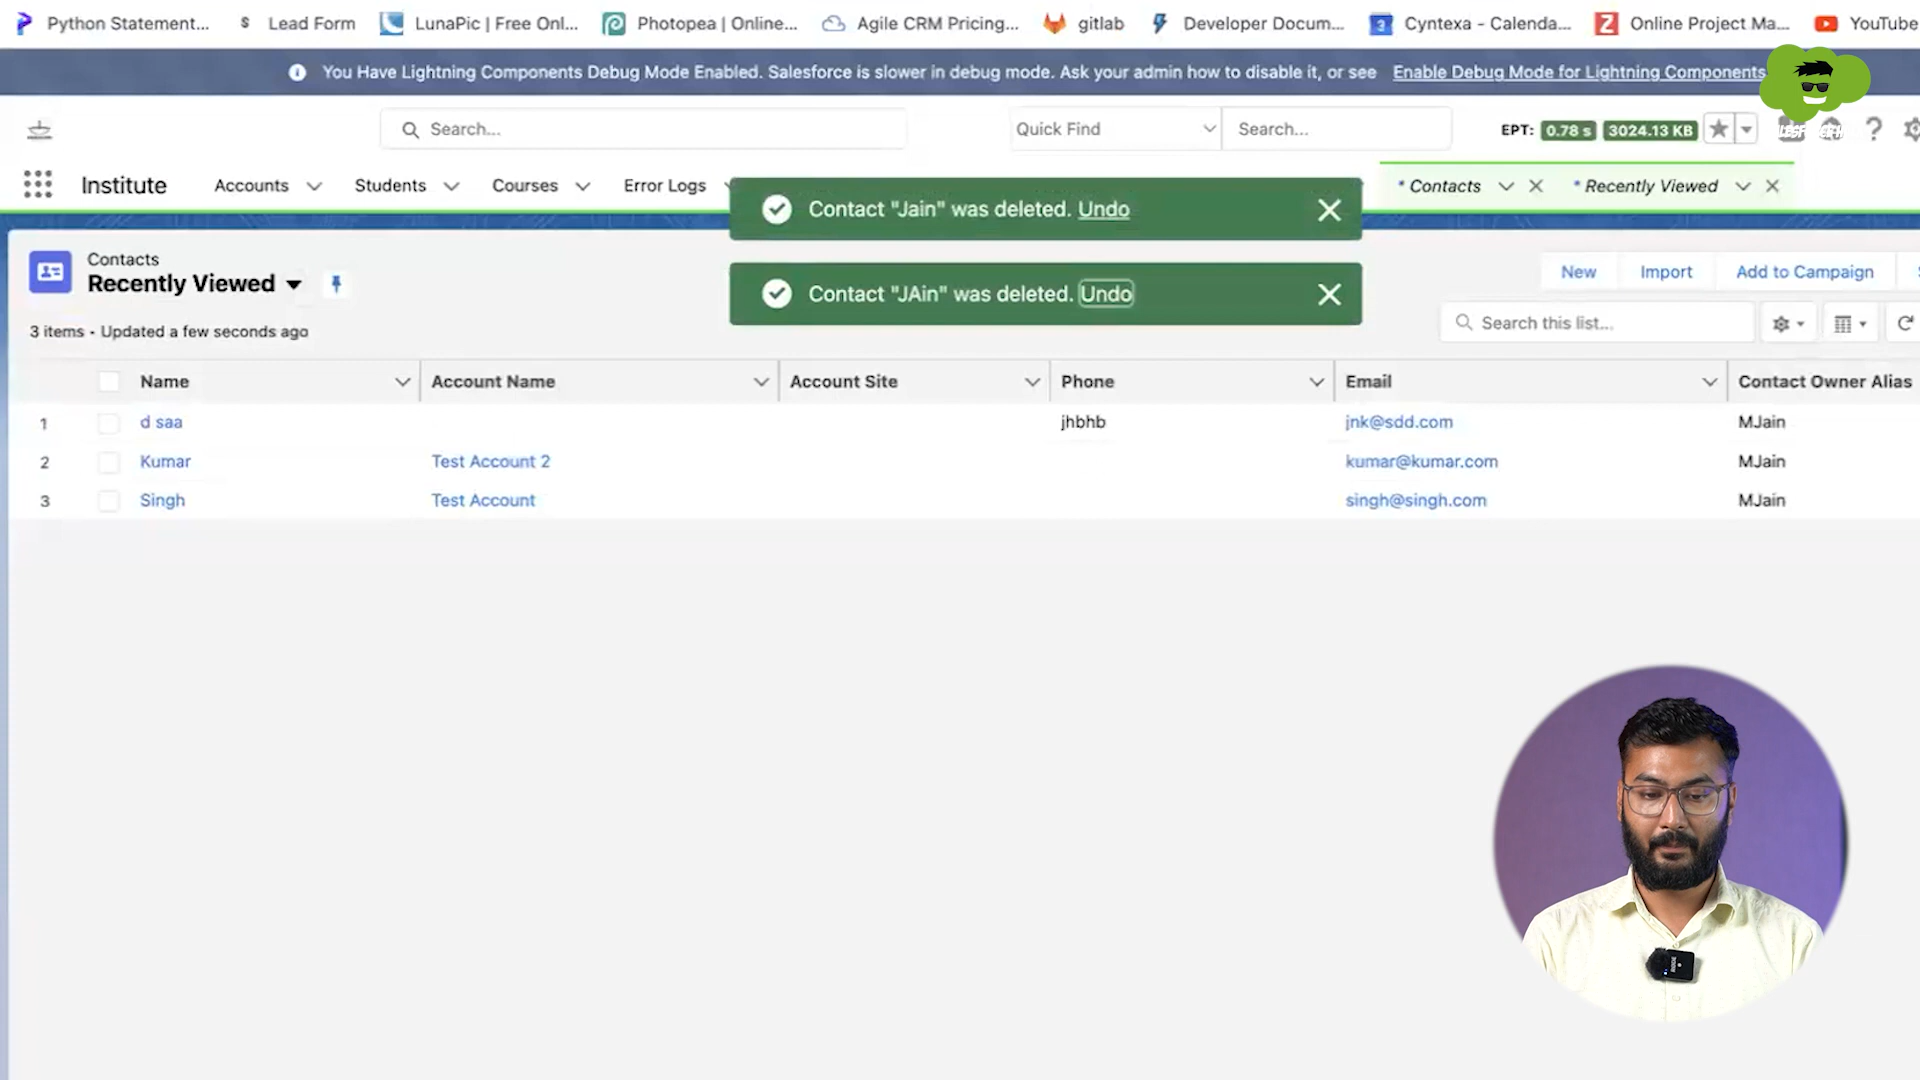 Python Statement... Lead Form LunaPic | Free Onl... Photopea | Online... Agile CRM Pricing... gitlab Developer Docum... 3 Cyntexa - Calenda... Z Online Project Ma... YouTube
You Have Lightning Components Debug Mode Enabled. Salesforce is slower in debug mode. Ask your admin how to disable it, or see Enable Debug Mode for Lightning Components
Search... Quick Find Search... EPT: 0.78 s 3024.13 KB
Institute Accounts Students Courses Error Logs * Contacts * Recently Viewed
Contact "Jain" was deleted. Undo
Contacts
Recently Viewed
New Import Add to Campaign
Contact "JAin" was deleted. Undo
3 items - Updated a few seconds ago
Search this list...
Name Account Name Account Site Phone Email Contact Owner Alias
1 d saa jhbhb jnk@sdd.com MJain
2 Kumar Test Account 2 kumar@kumar.com MJain
3 Singh Test Account singh@singh.com MJain